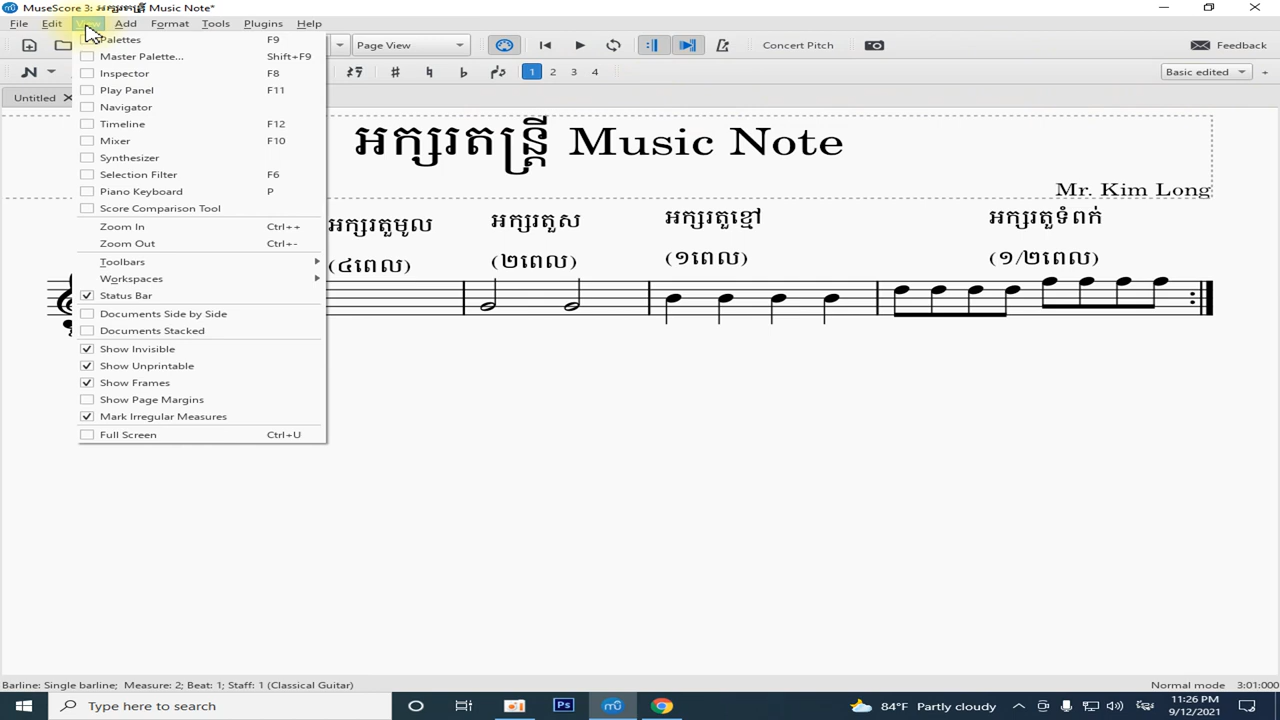 MuseScore 3: អក្សរតន្ត្រី Music Note*
File Edit View Add Format Tools Plugins Help
Page View Concert Pitch Feedback
1 2 3 4 Basic edited
Untitled
Palettes F9
Master Palette... Shift+F9
Inspector F8
Play Panel F11
Navigator
Timeline F12
Mixer F10
Synthesizer
Selection Filter F6
Piano Keyboard P
Score Comparison Tool
Zoom In Ctrl++
Zoom Out Ctrl+-
Toolbars
Workspaces
Status Bar
Documents Side by Side
Documents Stacked
Show Invisible
Show Unprintable
Show Frames
Show Page Margins
Mark Irregular Measures
Full Screen Ctrl+U
អក្សរតន្ត្រី Music Note
Mr. Kim Long
អក្សរតួមូល អក្សរតួស អក្សរតួខ្មៅ អក្សរតួទំពក់
(៤ពេល) (២ពេល) (១ពេល) (១/២ពេល)
Barline: Single barline; Measure: 2; Beat: 1; Staff: 1 (Classical Guitar) Normal mode 3:01:000
Type here to search Ps 84°F Partly cloudy 11:26 PM
9/12/2021